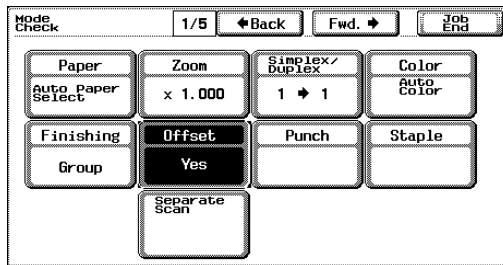 Mode
Check
1/5
Back
Fwd.
Job
End
Paper
Zoom
Simplex/
Duplex
Color
Auto Paper
Select
× 1.000
1 → 1
Auto
Color
Finishing
Offset
Punch
Staple
Group
Yes
Separate
Scan